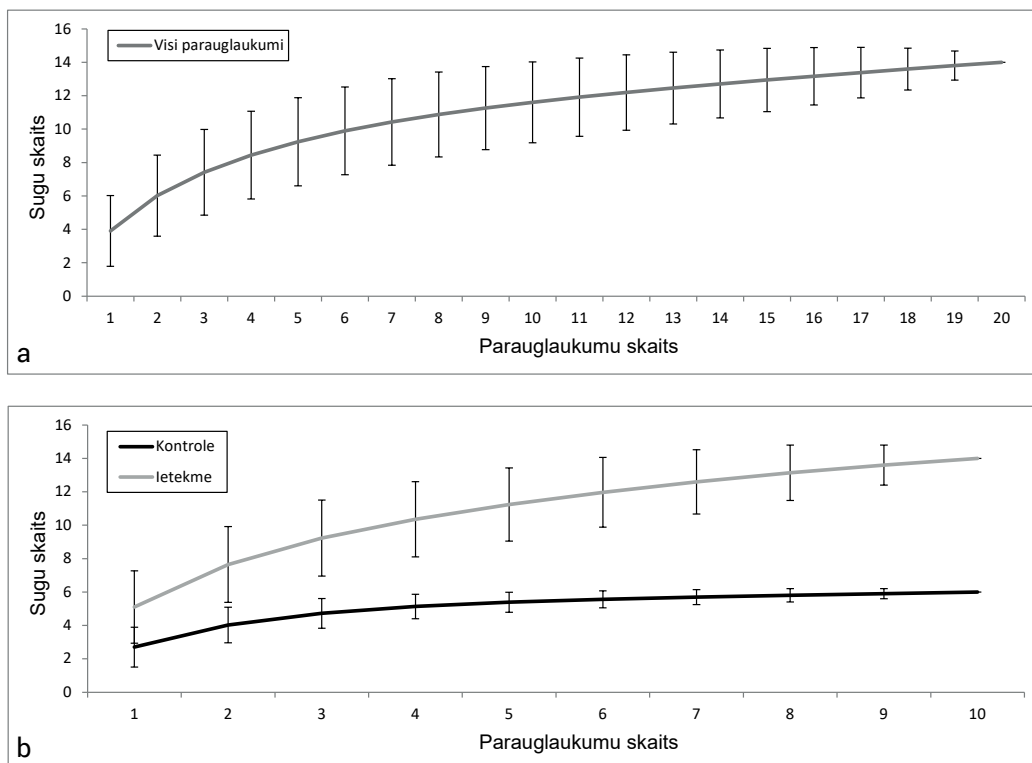 16
14
12
10
8
6
4
2
0
Sugu skaits
Visi parauglaukumi
1 2 3 4 5 6 7 8 9 10 11 12 13 14 15 16 17 18 19 20
Parauglaukumu skaits
a
16
14
12
10
8
6
4
2
0
Sugu skaits
Kontrole
Ietekme
1 2 3 4 5 6 7 8 9 10
Parauglaukumu skaits
b